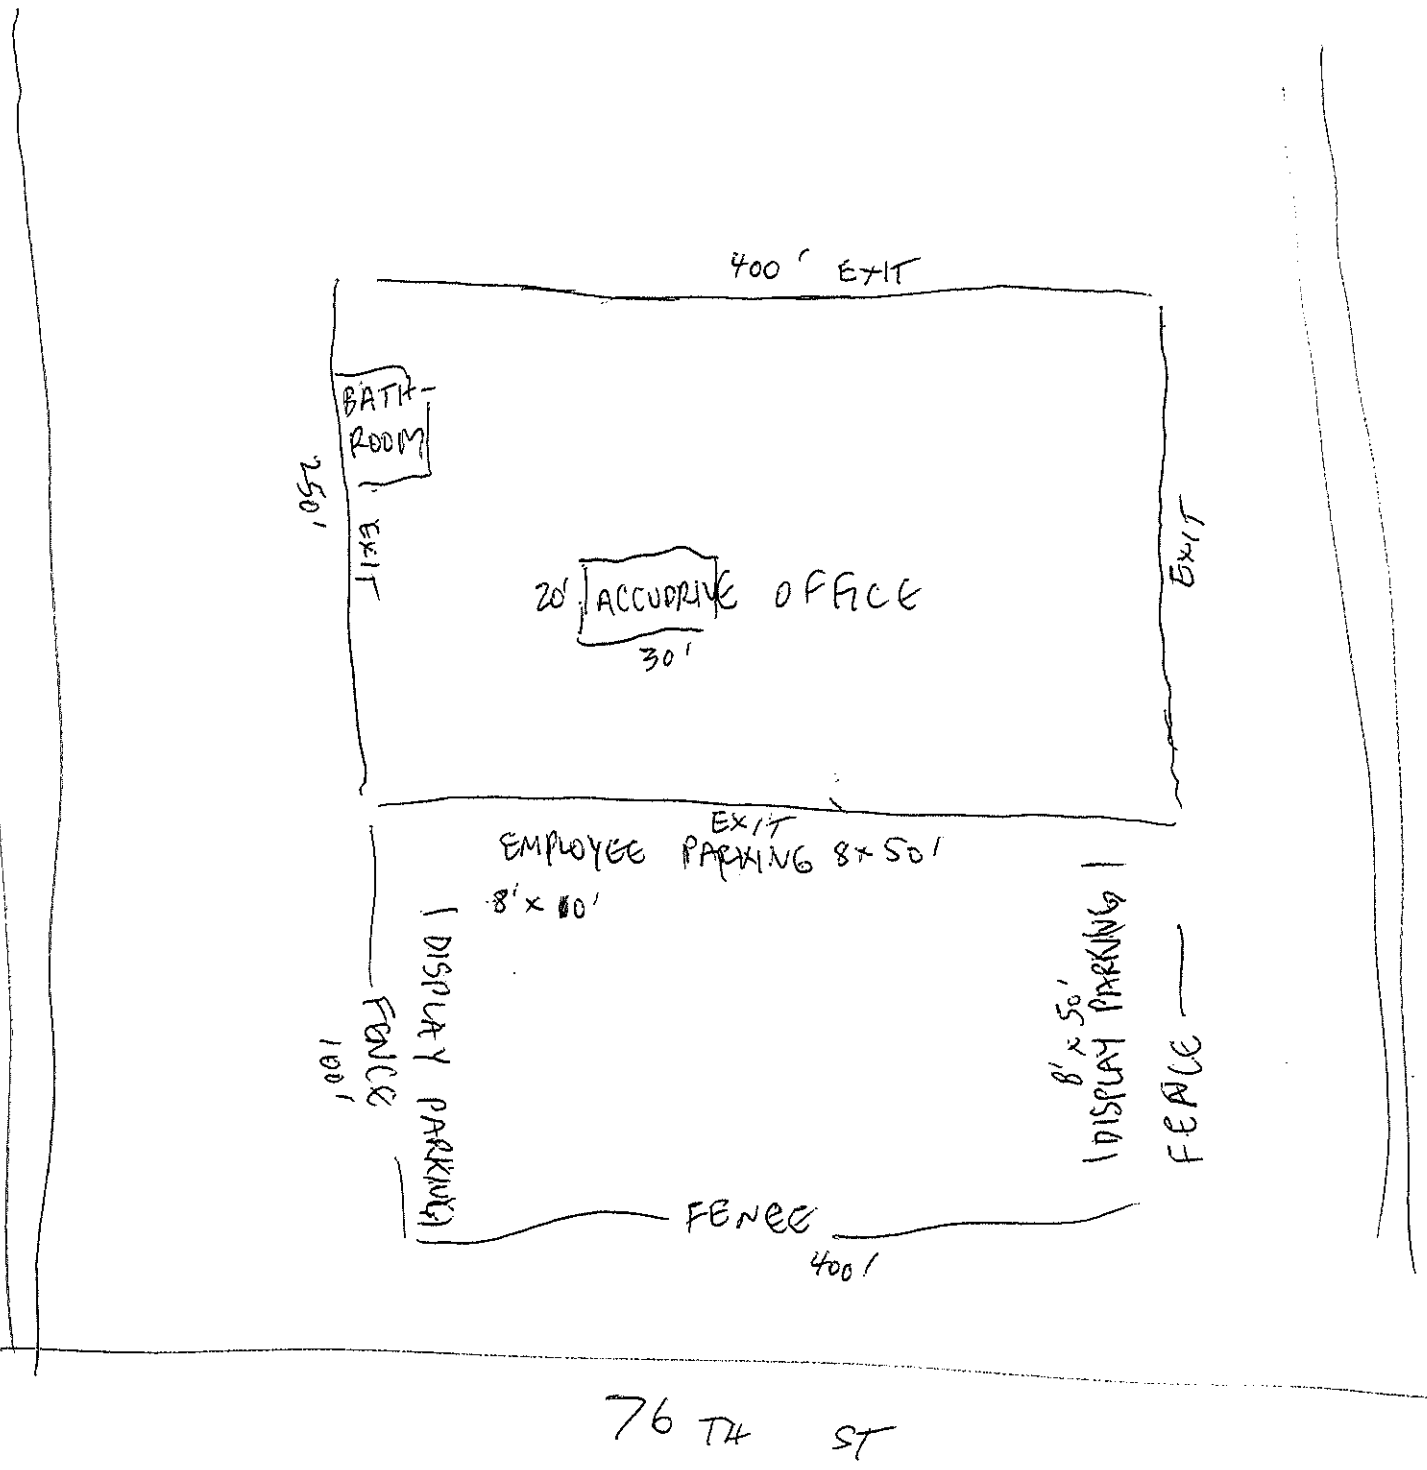 400' EXIT
BATH-
ROOM
250'
EXIT
EXIT
20' ACCUDRIVE OFFICE
30'
EXIT
EMPLOYEE PARKING 8x50'
DISPLAY PARKING
FENCE
100'
8' x 50'
DISPLAY PARKING
FENCE
FENCE
400'
76 TH ST